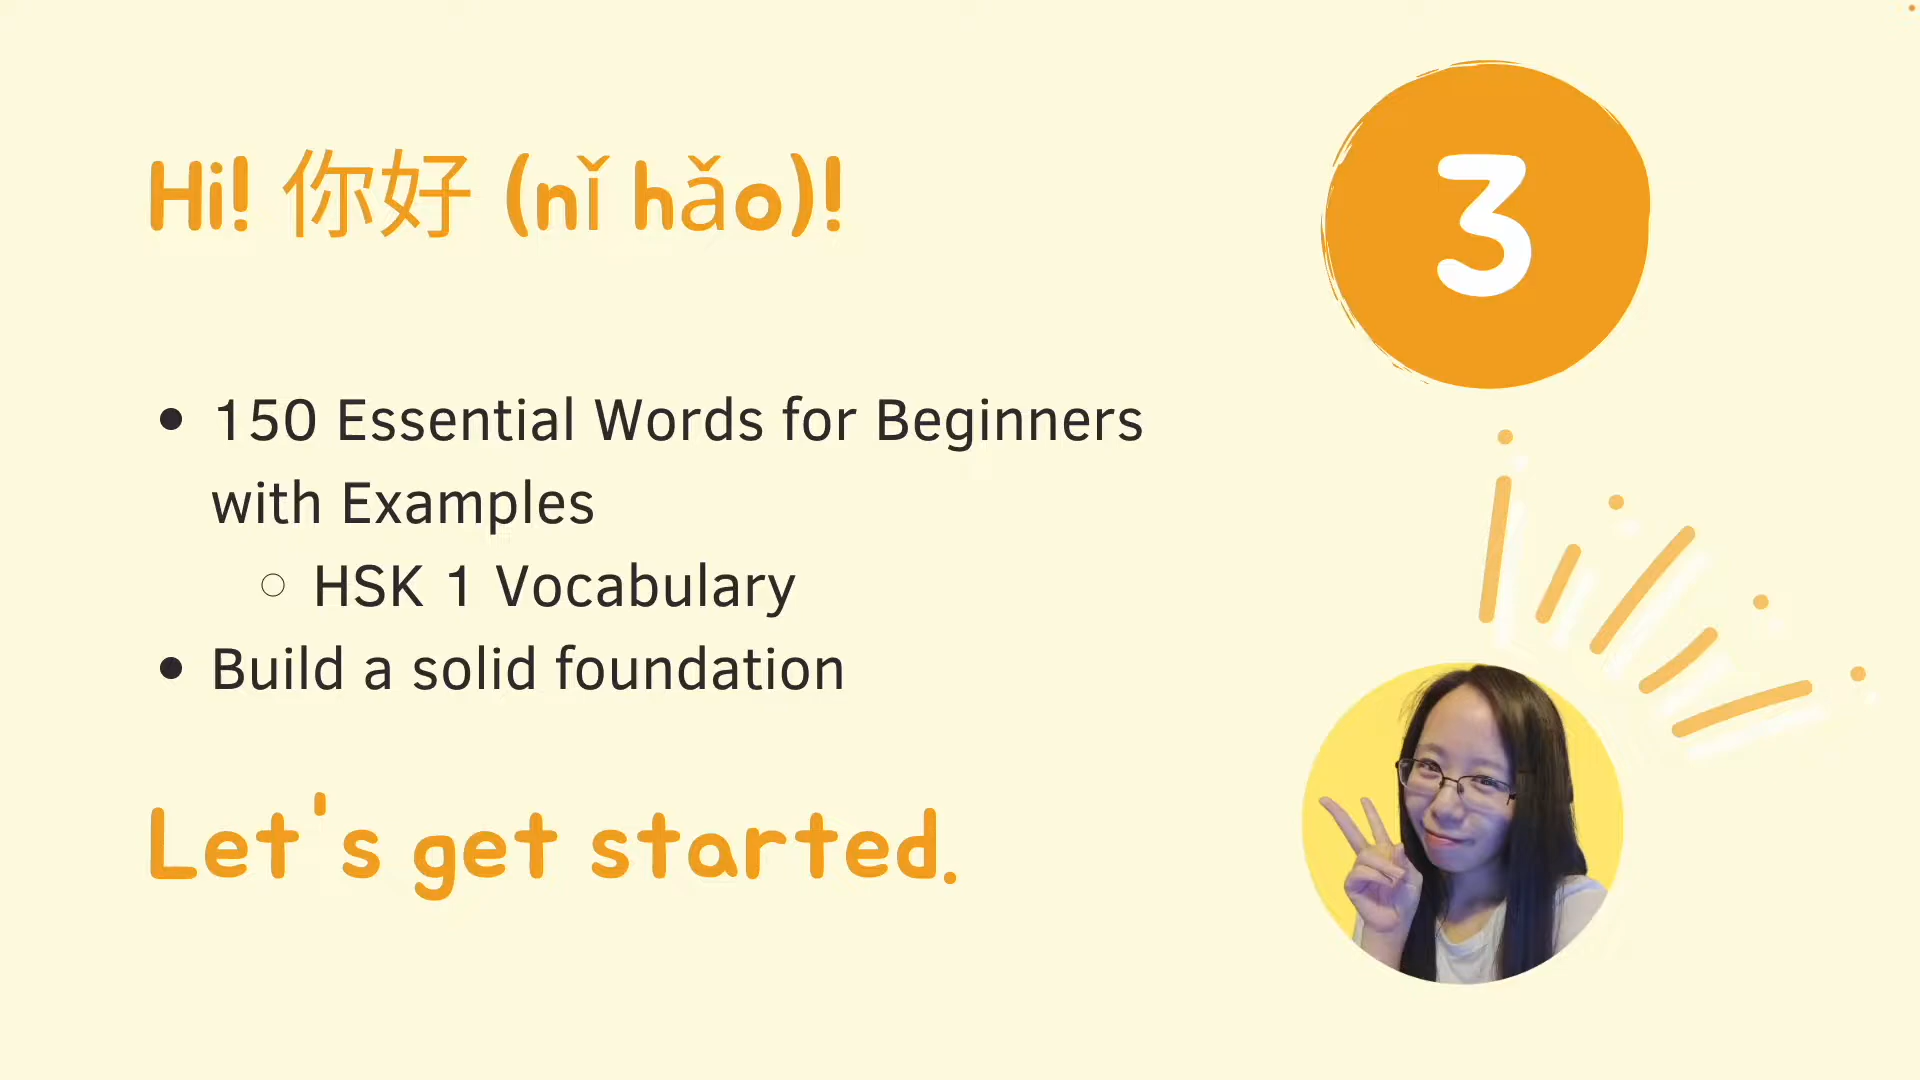 Hi! 你好 (nǐ hǎo)!
3
150 Essential Words for Beginners
with Examples
HSK 1 Vocabulary
Build a solid foundation
Let's get started.